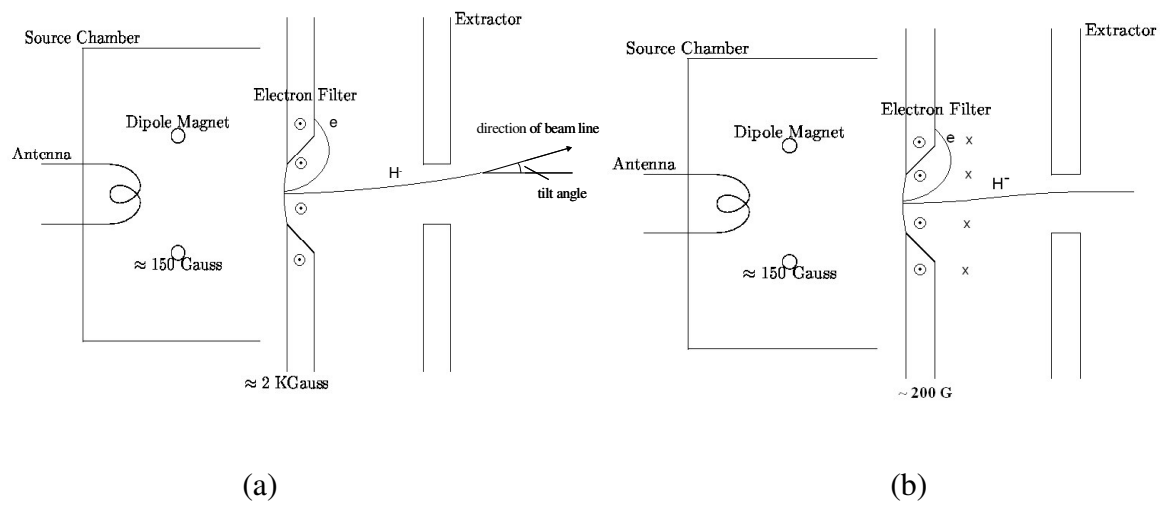 Extractor
Source Chamber
Electron Filter
e
Dipole Magnet
direction of beam line
Antenna
H-
tilt angle
≈ 150 Gauss
≈ 2 KGauss
(a)
Extractor
Source Chamber
Electron Filter
e
x
Dipole Magnet
Antenna
x
H⁻
x
≈ 150 Gauss
x
~ 200 G
(b)